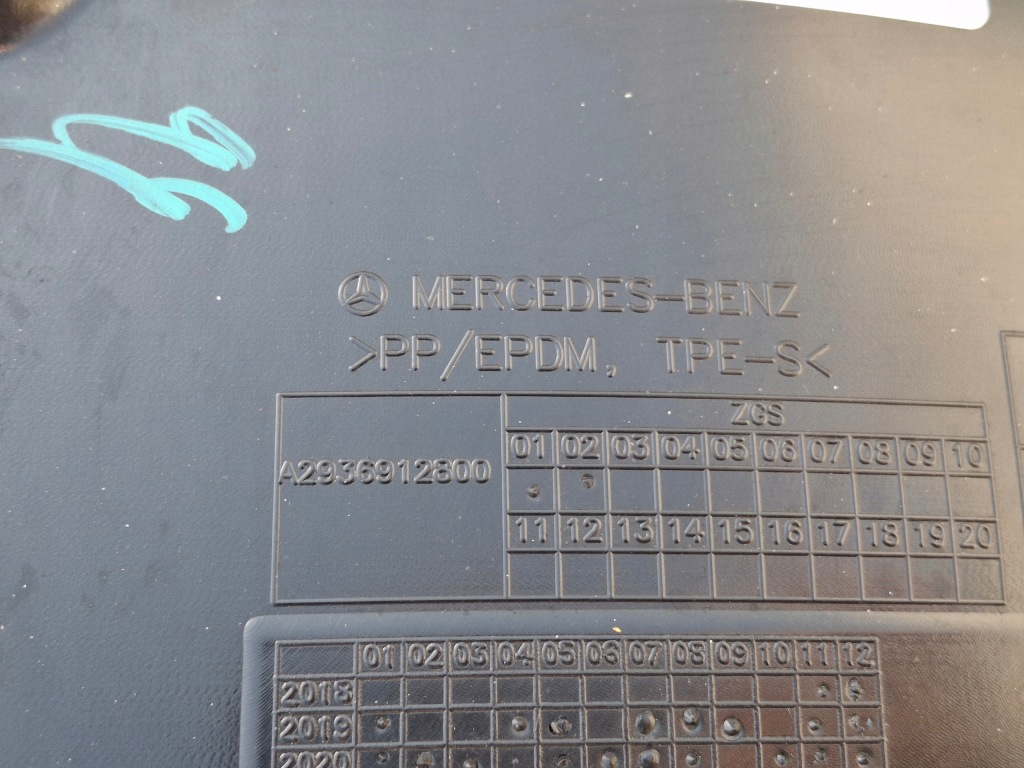 MERCEDES-BENZ
>PP/EPDM, TPE-S<
ZGS
01 02 03 04 05 06 07 08 09 10
A2936912800
11 12 13 14 15 16 17 18 19 20
01 02 03 04 05 06 07 08 09 10 11 12
2018
2019
2020